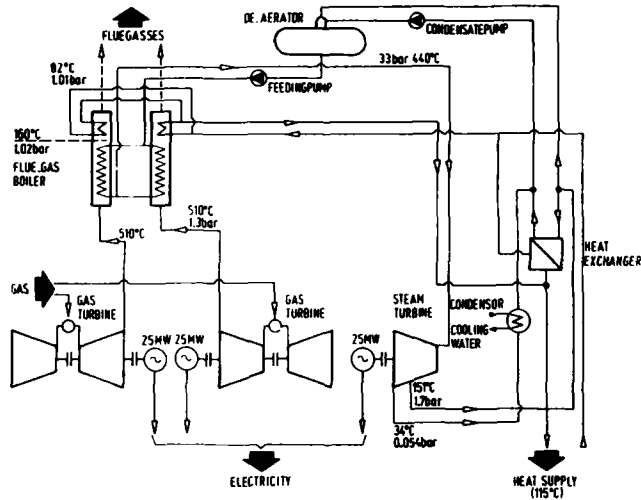 DE.AERATOR
CONDENSATEPUMP
FLUEGASSES
82°C
1.01bar
33bar 440°C
FEEDINGPUMP
160°C
1.02bar
FLUE.GAS
BOILER
510°C
1.3bar
510°C
HEAT
EXCHANGER
GAS
GAS
TURBINE
GAS
TURBINE
STEAM
TURBINE
CONDENSOR
COOLING
WATER
25MW
25MW
25MW
151°C
1.7bar
34°C
0.054bar
ELECTRICITY
HEAT SUPPLY
(115°C)